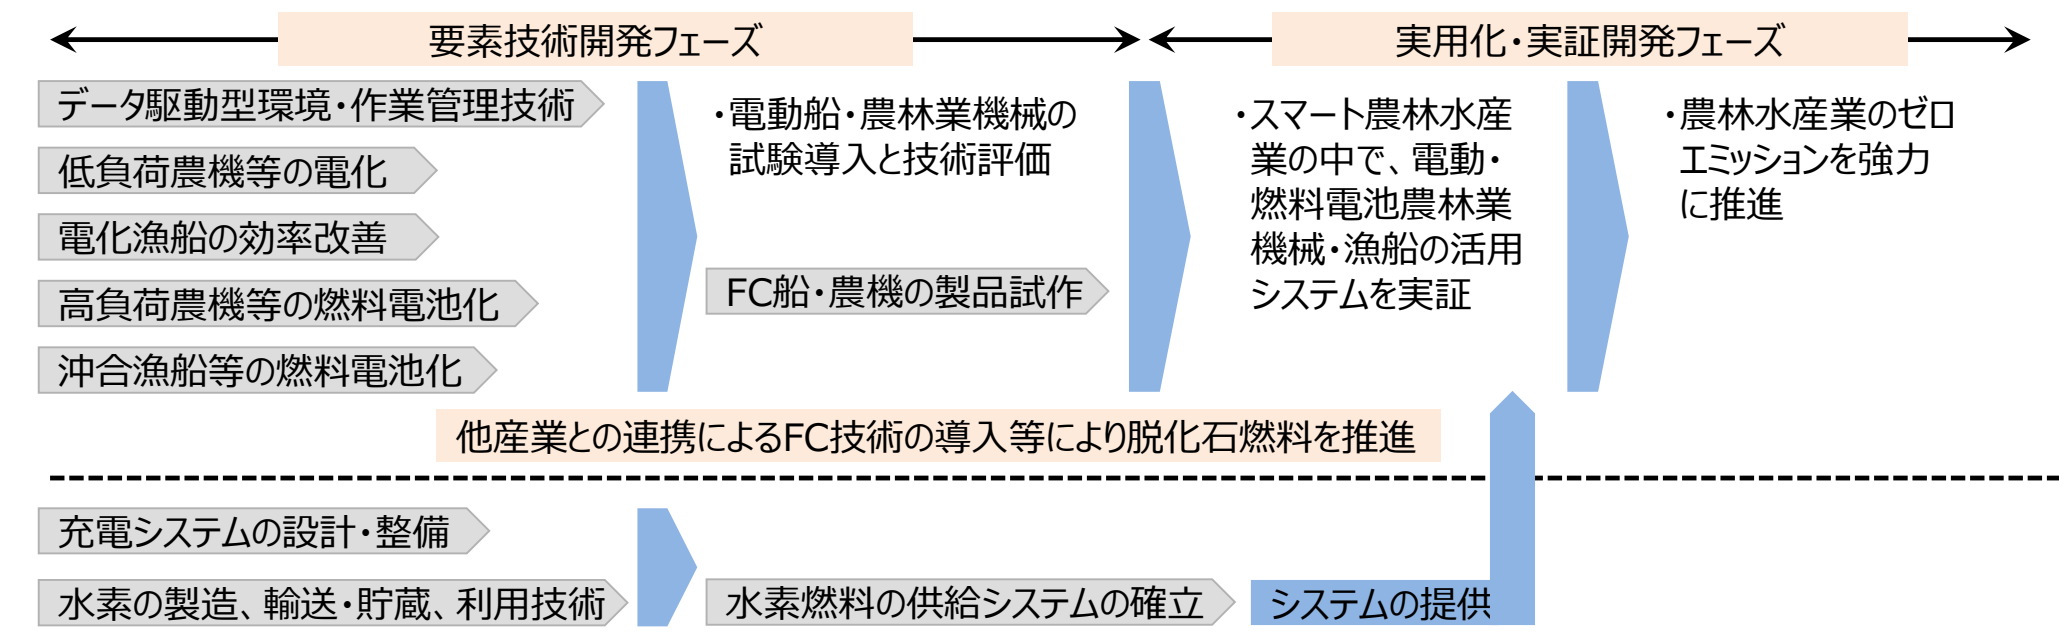 要素技術開発フェーズ
実用化・実証開発フェーズ
データ駆動型環境・作業管理技術
低負荷農機等の電化
電化漁船の効率改善
高負荷農機等の燃料電池化
沖合漁船等の燃料電池化
・電動船・農林業機械の
試験導入と技術評価
FC船・農機の製品試作
・スマート農林水産
業の中で、電動・
燃料電池農林業
機械・漁船の活用
システムを実証
・農林水産業のゼロ
エミッションを強力
に推進
他産業との連携によるFC技術の導入等により脱化石燃料を推進
充電システムの設計・整備
水素の製造、輸送・貯蔵、利用技術
水素燃料の供給システムの確立
システムの提供